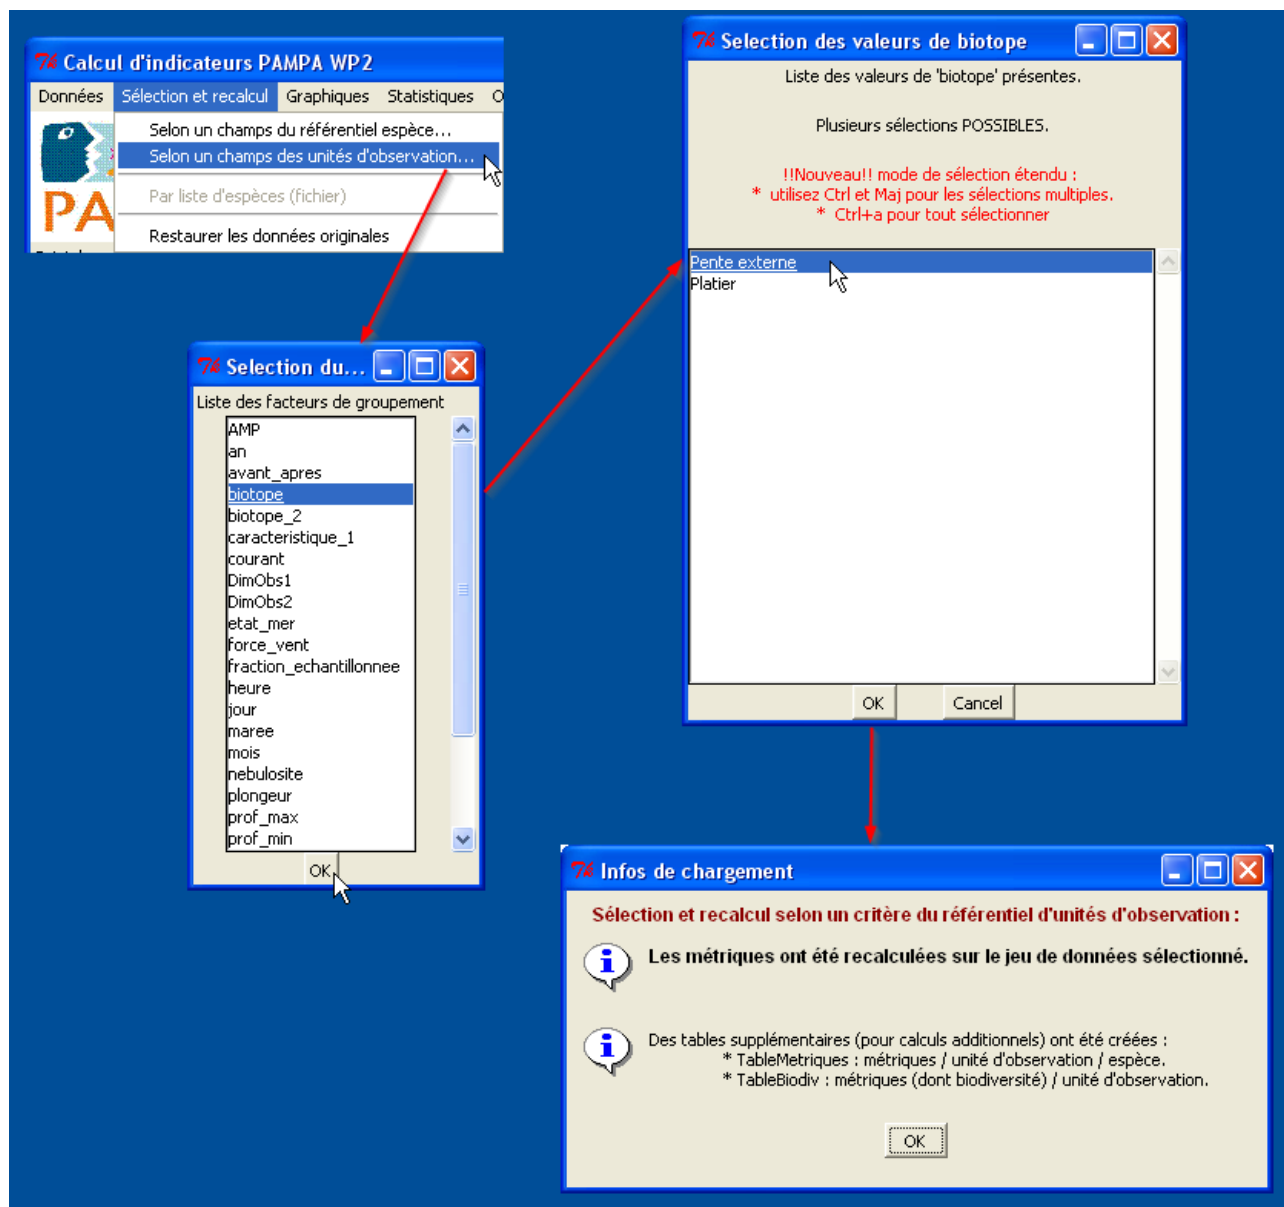 Calcul d'indicateurs PAMPA WP2
Données Sélection et recalcul Graphiques Statistiques O
Selon un champs du référentiel espèce...
Selon un champs des unités d'observation...
Par liste d'espèces (fichier)
Restaurer les données originales
PA
Selection du...
Liste des facteurs de groupement
AMP
an
avant_apres
biotope
biotope_2
caracteristique_1
courant
DimObs1
DimObs2
etat_mer
force_vent
fraction_echantillonnee
heure
jour
maree
mois
nebulosite
plongeur
prof_max
prof_min
OK
Selection des valeurs de biotope
Liste des valeurs de 'biotope' présentes.
Plusieurs sélections POSSIBLES.
!!Nouveau!! mode de sélection étendu :
* utilisez Ctrl et Maj pour les sélections multiples.
* Ctrl+a pour tout sélectionner
Pente externe
Platier
OK Cancel
Infos de chargement
Sélection et recalcul selon un critère du référentiel d'unités d'observation :
Les métriques ont été recalculées sur le jeu de données sélectionné.
Des tables supplémentaires (pour calculs additionnels) ont été créées :
* TableMetriques : métriques / unité d'observation / espèce.
* TableBiodiv : métriques (dont biodiversité) / unité d'observation.
OK